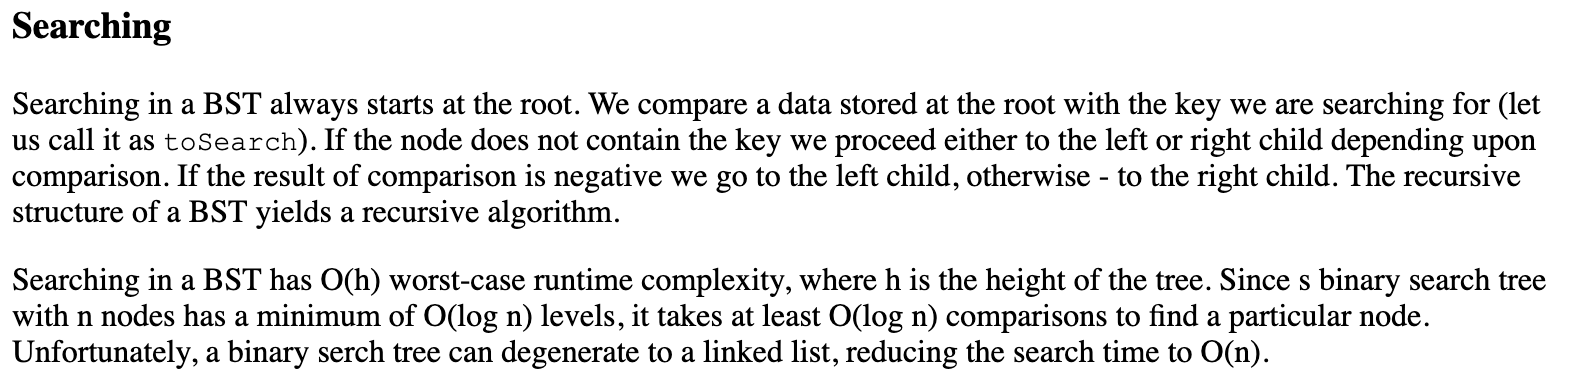 Searching
Searching in a BST always starts at the root. We compare a data stored at the root with the key we are searching for (let
us call it as toSearch). If the node does not contain the key we proceed either to the left or right child depending upon
comparison. If the result of comparison is negative we go to the left child, otherwise - to the right child. The recursive
structure of a BST yields a recursive algorithm.
Searching in a BST has O(h) worst-case runtime complexity, where h is the height of the tree. Since s binary search tree
with n nodes has a minimum of O(log n) levels, it takes at least O(log n) comparisons to find a particular node.
Unfortunately, a binary serch tree can degenerate to a linked list, reducing the search time to O(n).